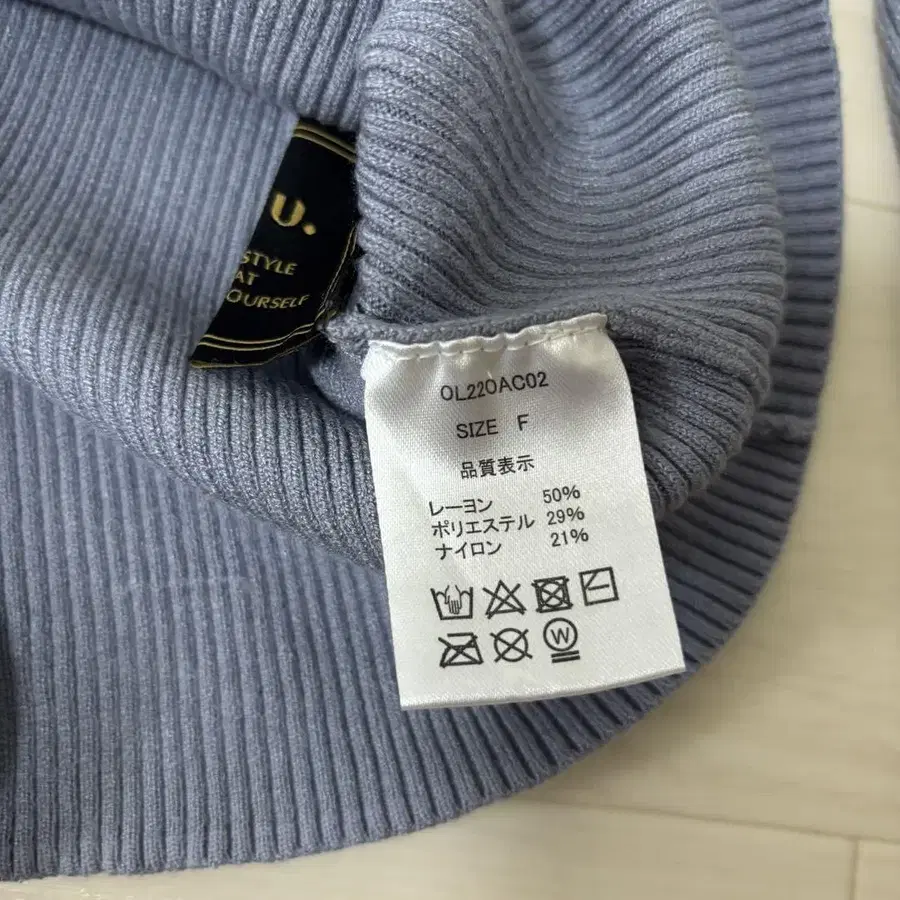 U.
STYLE
AT
OURSELF
OL220AC02
SIZE F
品質表示
レーヨン 50%
ポリエステル 29%
ナイロン 21%
W